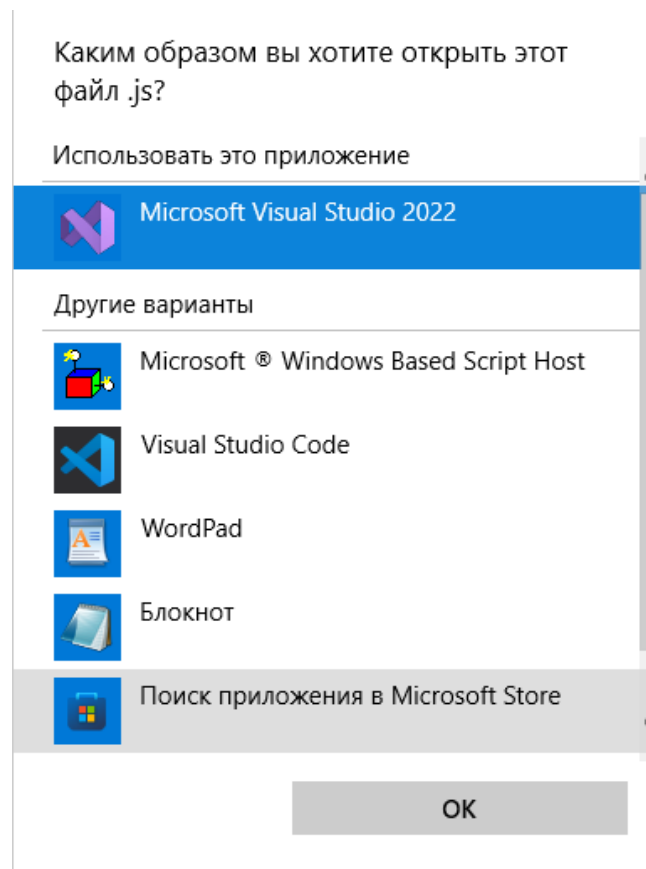 Каким образом вы хотите открыть этот
файл .js?
Использовать это приложение
Microsoft Visual Studio 2022
Другие варианты
Microsoft ® Windows Based Script Host
Visual Studio Code
WordPad
Блокнот
Поиск приложения в Microsoft Store
ОК